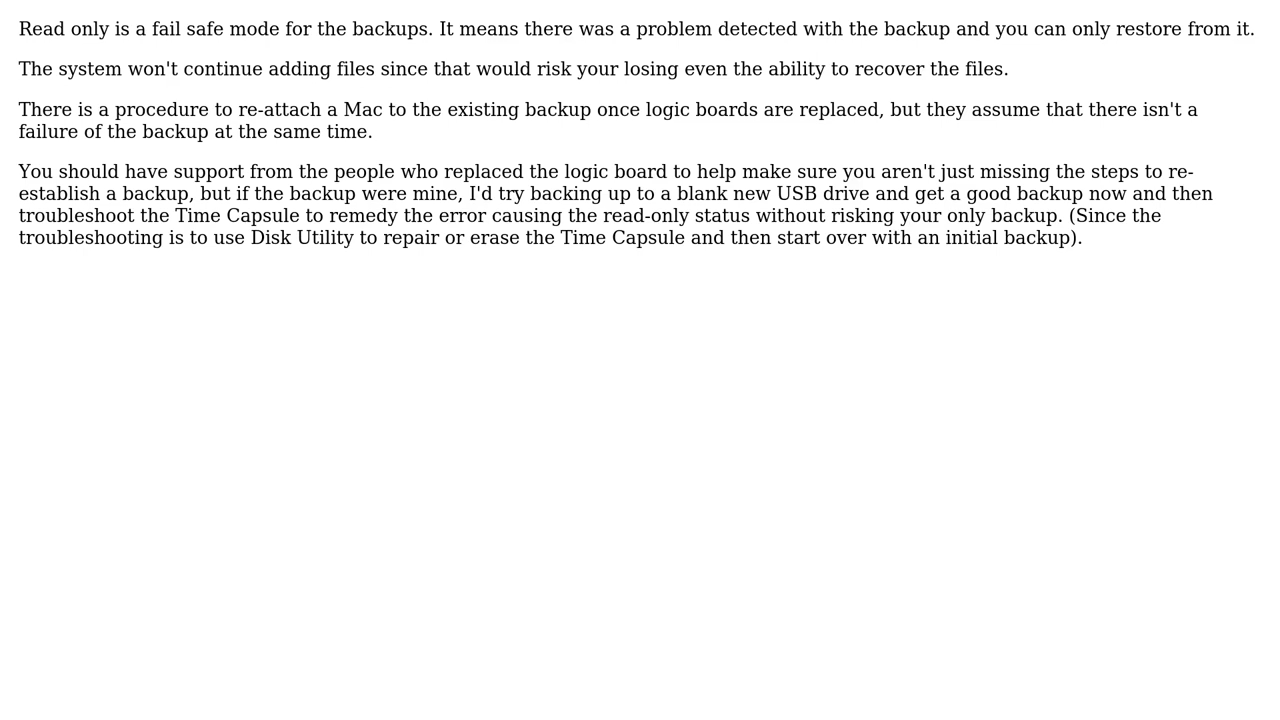 Read only is a fail safe mode for the backups. It means there was a problem detected with the backup and you can only restore from it.
The system won't continue adding files since that would risk your losing even the ability to recover the files.
There is a procedure to re-attach a Mac to the existing backup once logic boards are replaced, but they assume that there isn't a
failure of the backup at the same time.
You should have support from the people who replaced the logic board to help make sure you aren't just missing the steps to re-
establish a backup, but if the backup were mine, I'd try backing up to a blank new USB drive and get a good backup now and then
troubleshoot the Time Capsule to remedy the error causing the read-only status without risking your only backup. (Since the
troubleshooting is to use Disk Utility to repair or erase the Time Capsule and then start over with an initial backup).